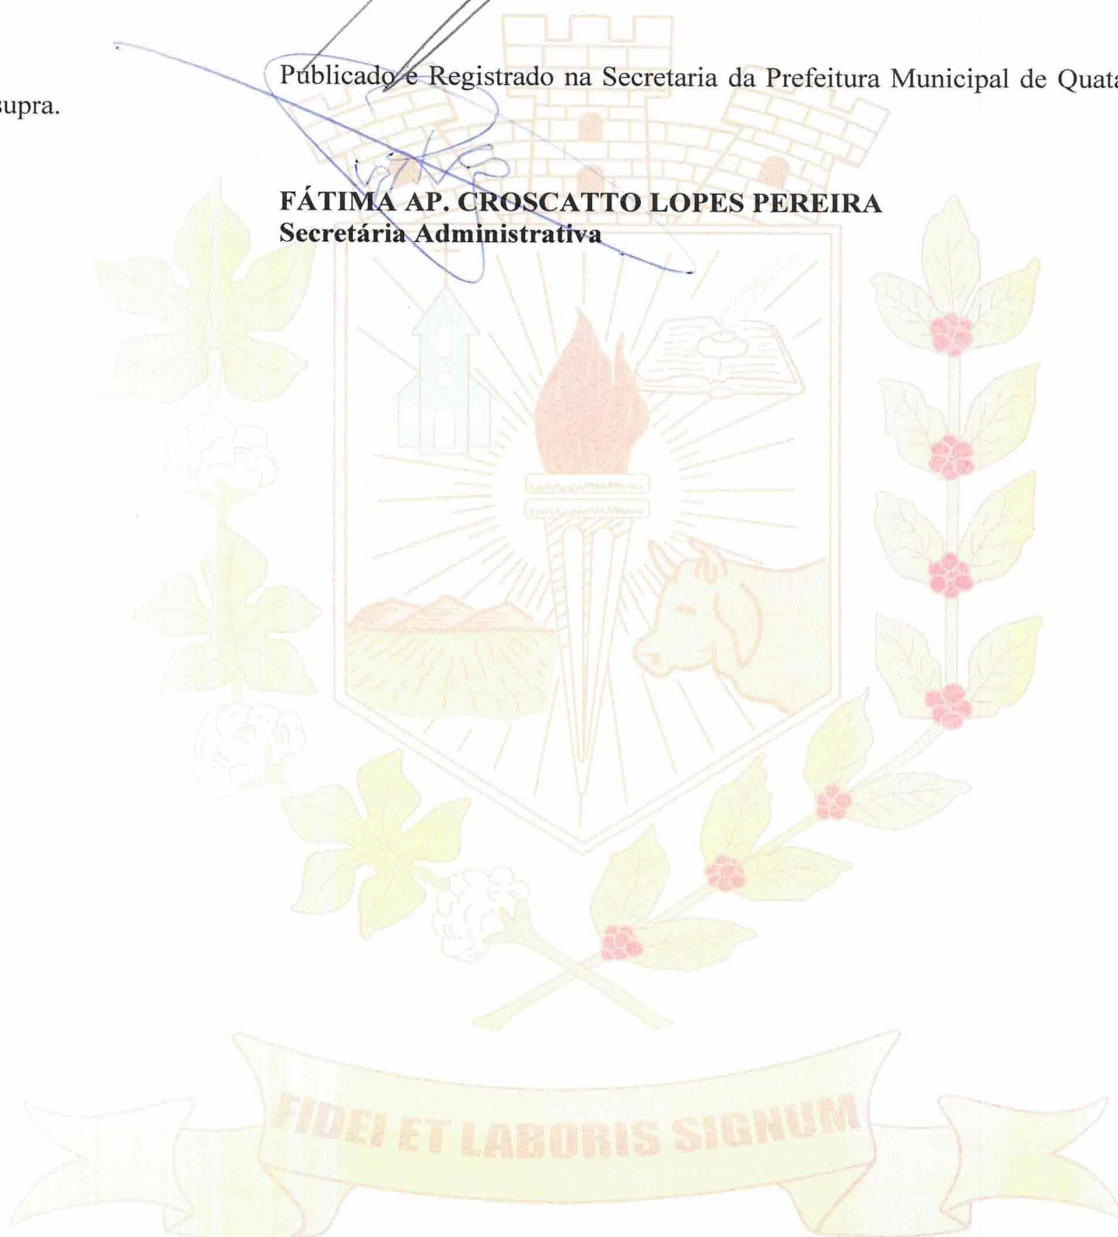 Publicado e Registrado na Secretaria da Prefeitura Municipal de Quatá
supra.
FÁTIMA AP. CROSCATTO LOPES PEREIRA
Secretária Administrativa
FIDEI ET LABORIS SIGNUM